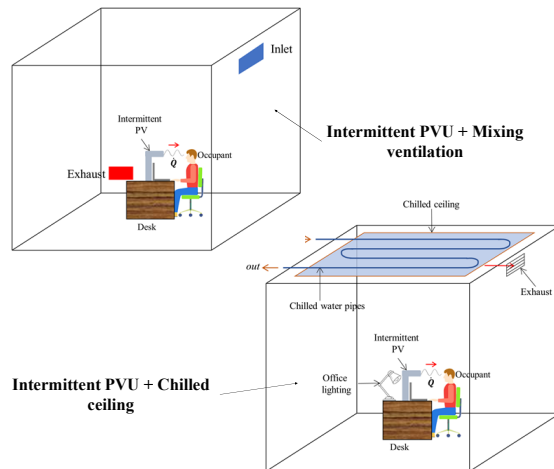 Inlet
Intermittent
PV
Q̇
Occupant
Exhaust
Desk
Intermittent PVU + Mixing
ventilation
Chilled ceiling
out
Exhaust
Chilled water pipes
Intermittent
PV
Office
lighting
Q̇
Occupant
Desk
Intermittent PVU + Chilled
ceiling